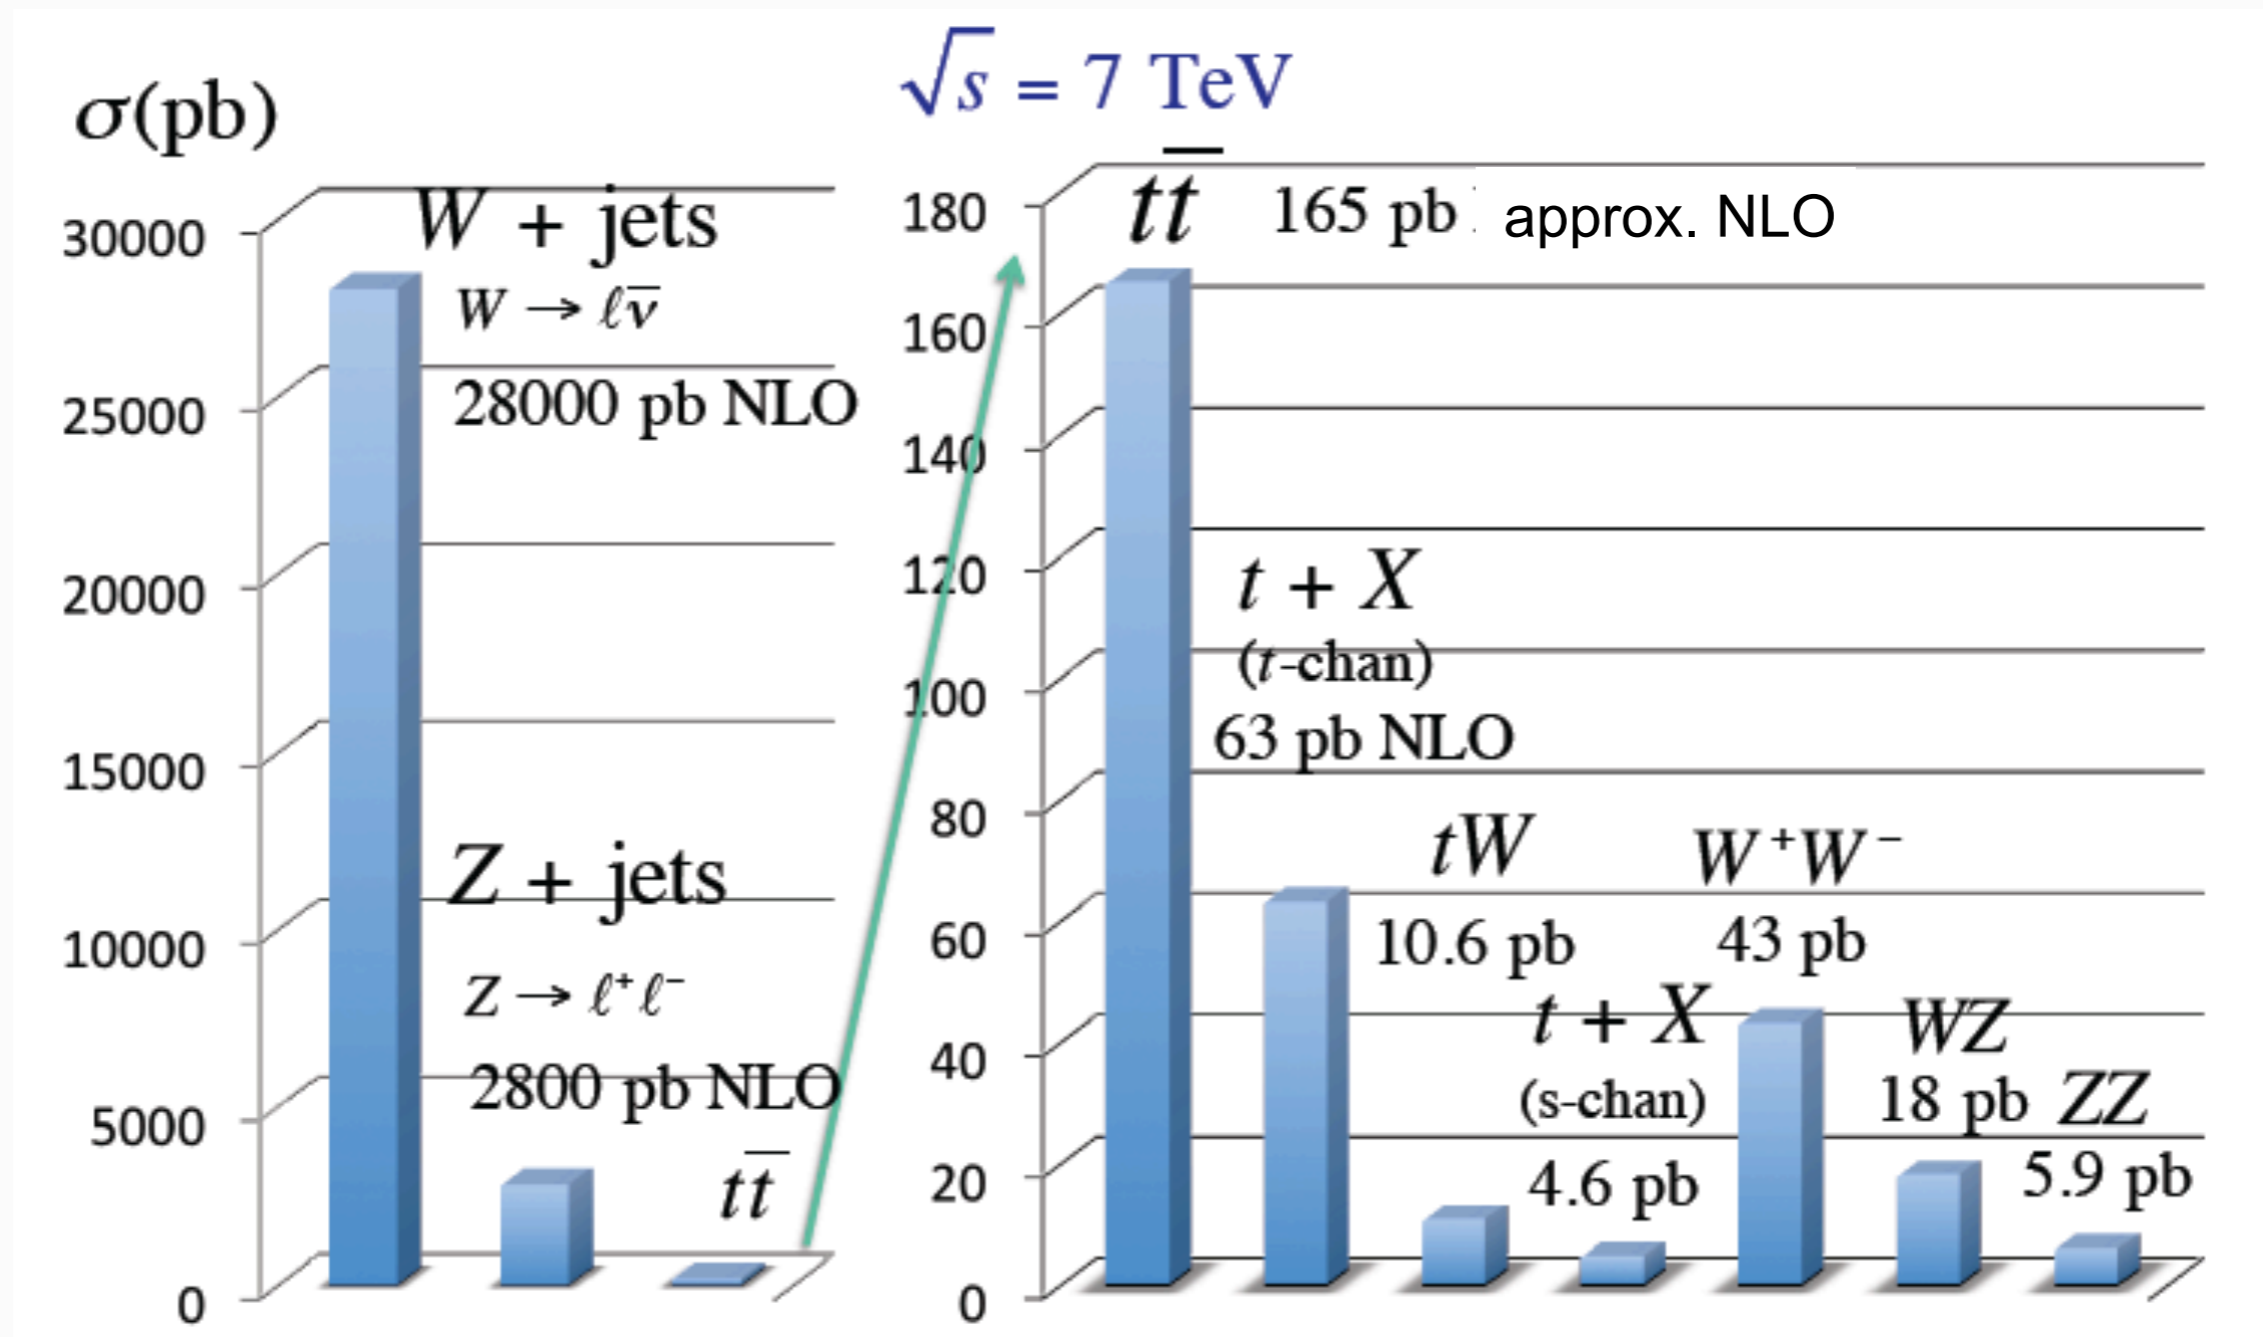 σ(pb)
30000
25000
20000
15000
10000
5000
0
W + jets
W → ℓν̅
28000 pb NLO
Z + jets
Z → ℓ⁺ℓ⁻
2800 pb NLO
tt̅
√s = 7 TeV
180
160
140
120
100
80
60
40
20
0
tt̅ 165 pb approx. NLO
t + X
(t-chan)
63 pb NLO
tW
10.6 pb
t + X
(s-chan)
4.6 pb
W⁺W⁻
43 pb
WZ
18 pb
ZZ
5.9 pb